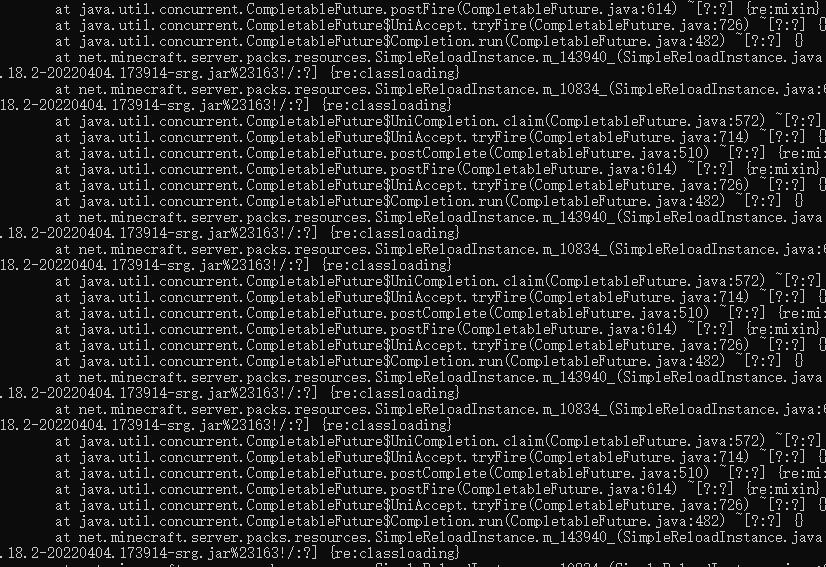 at java.util.concurrent.CompletableFuture.postFire(CompletableFuture.java:614) ~[?:?] {re:mixin}
at java.util.concurrent.CompletableFuture$UniAccept.tryFire(CompletableFuture.java:726) ~[?:?] {}
at java.util.concurrent.CompletableFuture$Completion.run(CompletableFuture.java:482) ~[?:?] {}
at net.minecraft.server.packs.resources.SimpleReloadInstance.m_143940_(SimpleReloadInstance.java
.18.2-20220404.173914-srg.jar%23163!/:?] {re:classloading}
at net.minecraft.server.packs.resources.SimpleReloadInstance.m_10834_(SimpleReloadInstance.java:6
18.2-20220404.173914-srg.jar%23163!/:?] {re:classloading}
at java.util.concurrent.CompletableFuture$UniCompletion.claim(CompletableFuture.java:572) ~[?:?]
at java.util.concurrent.CompletableFuture$UniAccept.tryFire(CompletableFuture.java:714) ~[?:?] {}
at java.util.concurrent.CompletableFuture.postComplete(CompletableFuture.java:510) ~[?:?] {re:mi
at java.util.concurrent.CompletableFuture.postFire(CompletableFuture.java:614) ~[?:?] {re:mixin}
at java.util.concurrent.CompletableFuture$UniAccept.tryFire(CompletableFuture.java:726) ~[?:?] {}
at java.util.concurrent.CompletableFuture$Completion.run(CompletableFuture.java:482) ~[?:?] {}
at net.minecraft.server.packs.resources.SimpleReloadInstance.m_143940_(SimpleReloadInstance.java
.18.2-20220404.173914-srg.jar%23163!/:?] {re:classloading}
at net.minecraft.server.packs.resources.SimpleReloadInstance.m_10834_(SimpleReloadInstance.java:6
18.2-20220404.173914-srg.jar%23163!/:?] {re:classloading}
at java.util.concurrent.CompletableFuture$UniCompletion.claim(CompletableFuture.java:572) ~[?:?]
at java.util.concurrent.CompletableFuture$UniAccept.tryFire(CompletableFuture.java:714) ~[?:?] {}
at java.util.concurrent.CompletableFuture.postComplete(CompletableFuture.java:510) ~[?:?] {re:mi
at java.util.concurrent.CompletableFuture.postFire(CompletableFuture.java:614) ~[?:?] {re:mixin}
at java.util.concurrent.CompletableFuture$UniAccept.tryFire(CompletableFuture.java:726) ~[?:?] {}
at java.util.concurrent.CompletableFuture$Completion.run(CompletableFuture.java:482) ~[?:?] {}
at net.minecraft.server.packs.resources.SimpleReloadInstance.m_143940_(SimpleReloadInstance.java
.18.2-20220404.173914-srg.jar%23163!/:?] {re:classloading}
at net.minecraft.server.packs.resources.SimpleReloadInstance.m_10834_(SimpleReloadInstance.java:6
18.2-20220404.173914-srg.jar%23163!/:?] {re:classloading}
at java.util.concurrent.CompletableFuture$UniCompletion.claim(CompletableFuture.java:572) ~[?:?]
at java.util.concurrent.CompletableFuture$UniAccept.tryFire(CompletableFuture.java:714) ~[?:?] {}
at java.util.concurrent.CompletableFuture.postComplete(CompletableFuture.java:510) ~[?:?] {re:mi
at java.util.concurrent.CompletableFuture.postFire(CompletableFuture.java:614) ~[?:?] {re:mixin}
at java.util.concurrent.CompletableFuture$UniAccept.tryFire(CompletableFuture.java:726) ~[?:?] {}
at java.util.concurrent.CompletableFuture$Completion.run(CompletableFuture.java:482) ~[?:?] {}
at net.minecraft.server.packs.resources.SimpleReloadInstance.m_143940_(SimpleReloadInstance.java
.18.2-20220404.173914-srg.jar%23163!/:?] {re:classloading}